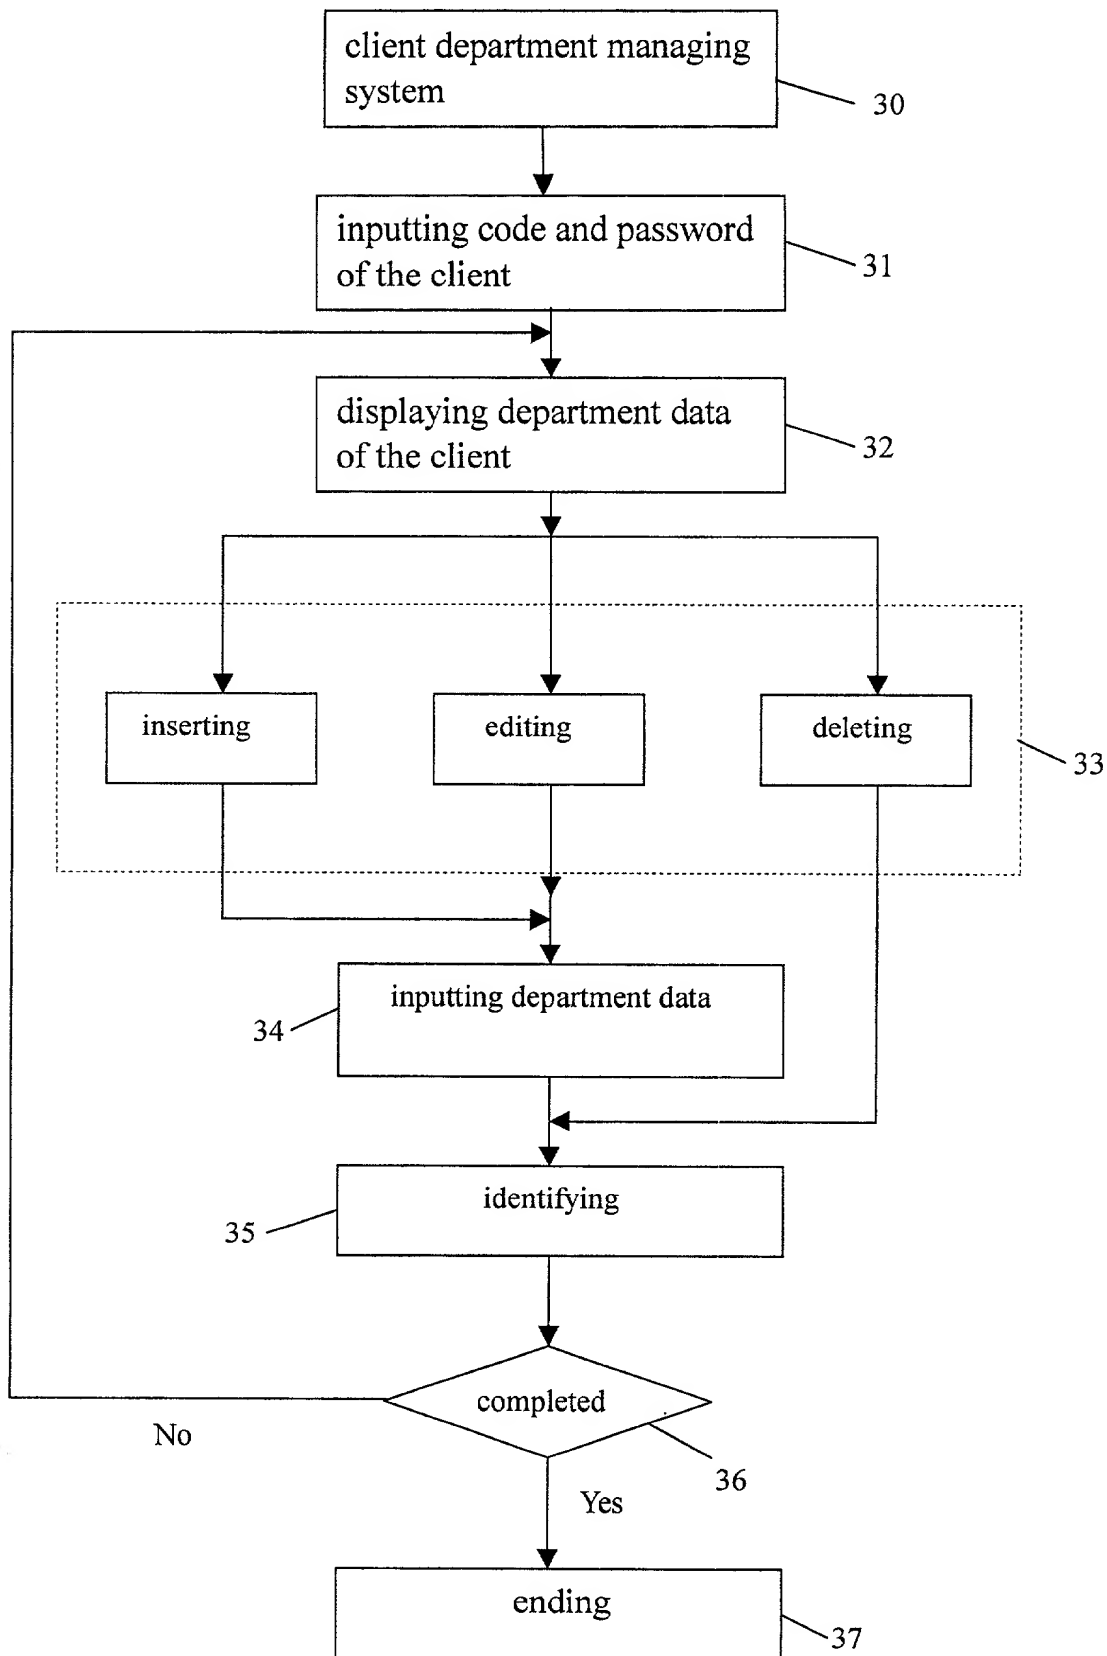 client department managing
system
30
inputting code and password
of the client
31
displaying department data
of the client
32
inserting
editing
deleting
33
inputting department data
34
identifying
35
completed
No
36
Yes
ending
37